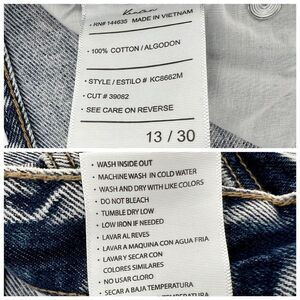 • RN# 144635 MADE IN VIETNAM
• 100% COTTON / ALGODON
• STYLE / ESTILO # KC8662M
• CUT # 39082
• SEE CARE ON REVERSE
13 / 30
• WASH INSIDE OUT
• MACHINE WASH IN COLD WATER
• WASH AND DRY WITH LIKE COLORS
• DO NOT BLEACH
• TUMBLE DRY LOW
• LOW IRON IF NEEDED
• LAVAR AL REVES
• LAVAR A MAQUINA CON AGUA FRIA
• LAVAR Y SECAR CON
COLORES SIMILARES
• NO USAR CLORO
• SECAR A BAJA TEMPERATURA